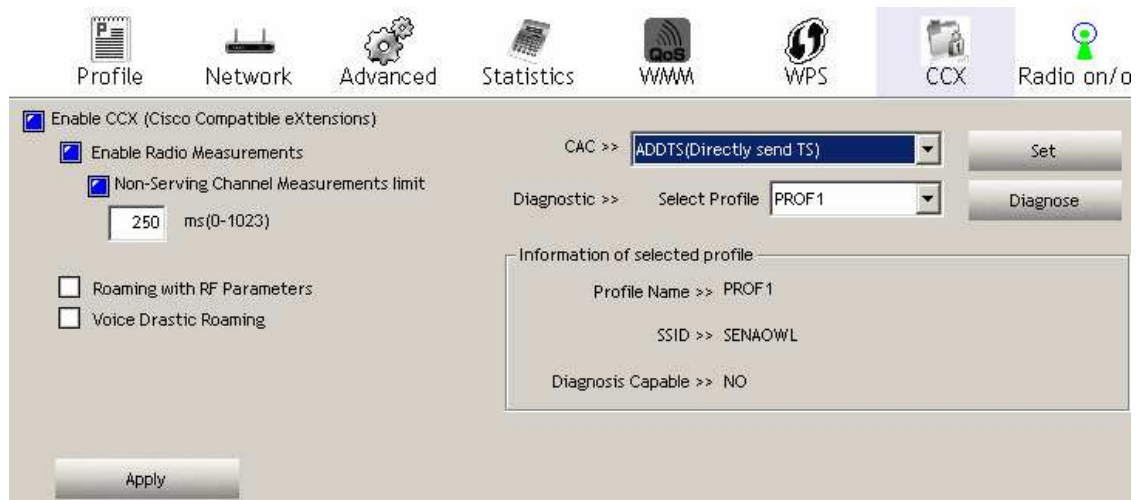 Profile
Network
Advanced
Statistics
QoS
WMM
WPS
CCX
Radio on/o
Enable CCX (Cisco Compatible eXtensions)
Enable Radio Measurements
Non-Serving Channel Measurements limit
250 ms(0-1023)
Roaming with RF Parameters
Voice Drastic Roaming
Apply
CAC >> ADDTS(Directly send TS) Set
Diagnostic >> Select Profile PROF1 Diagnose
Information of selected profile
Profile Name >> PROF1
SSID >> SENAOWL
Diagnosis Capable >> NO